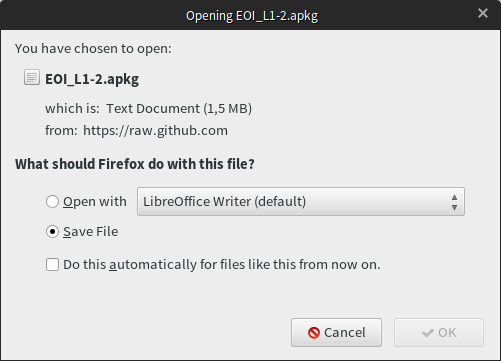 Opening EOI_L1-2.apkg
You have chosen to open:
EOI_L1-2.apkg
which is: Text Document (1,5 MB)
from: https://raw.github.com
What should Firefox do with this file?
Open with LibreOffice Writer (default)
Save File
Do this automatically for files like this from now on.
Cancel OK